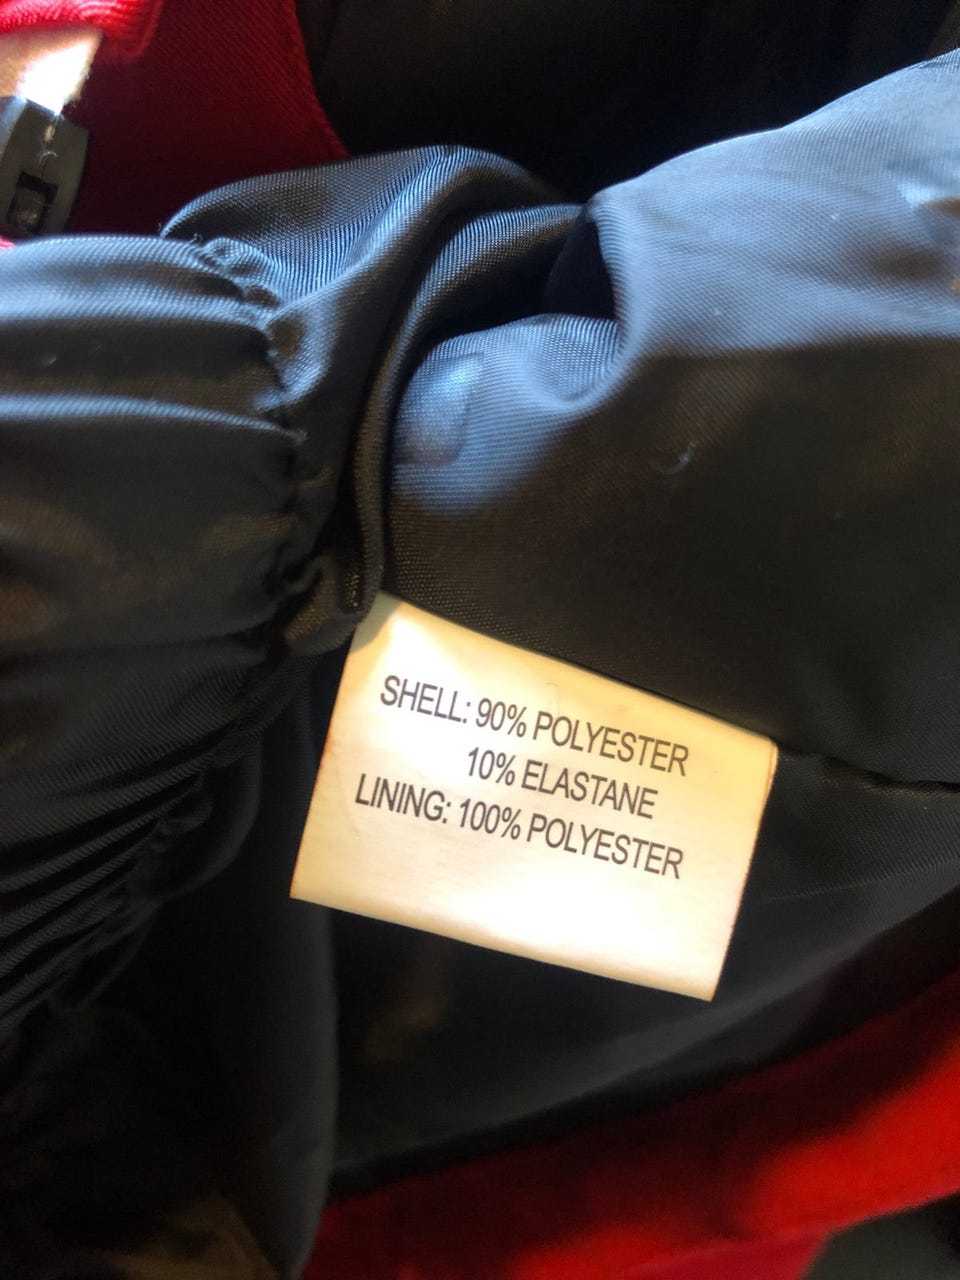 SHELL: 90% POLYESTER
10% ELASTANE
LINING: 100% POLYESTER